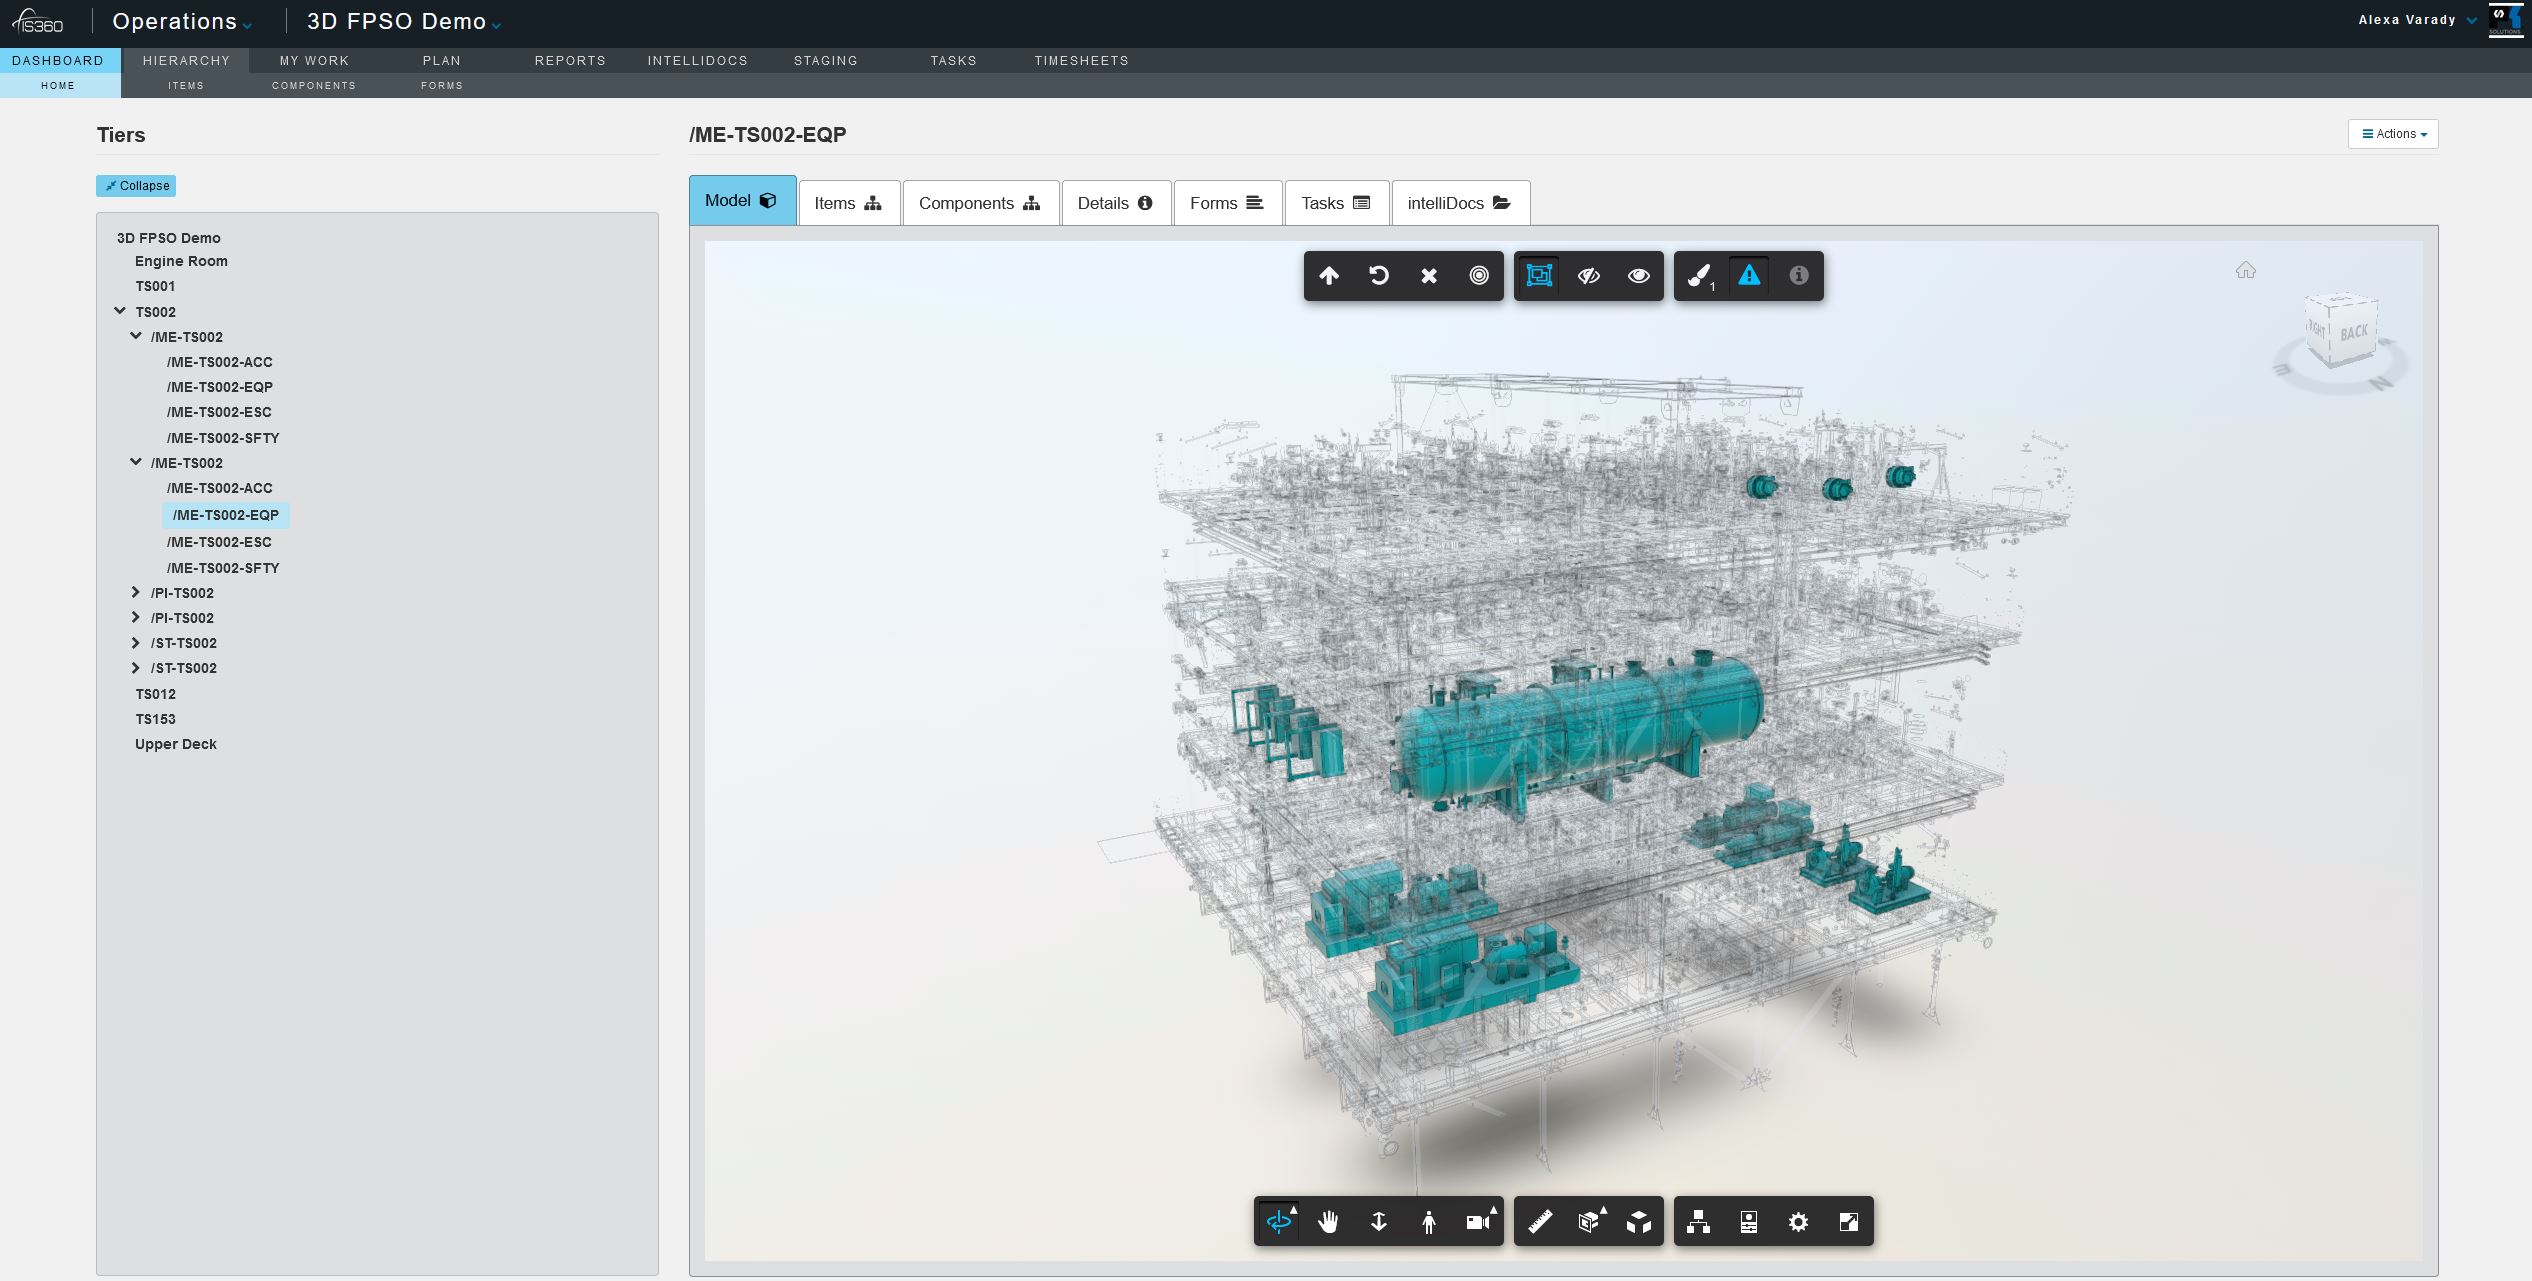 IS360
Operations
3D FPSO Demo
Alexa Varady
SOLUTIONS
DASHBOARD
HIERARCHY
MY WORK
PLAN
REPORTS
INTELLIDOCS
STAGING
TASKS
TIMESHEETS
HOME
ITEMS
COMPONENTS
FORMS
Tiers
Collapse
3D FPSO Demo
Engine Room
TS001
TS002
/ME-TS002
/ME-TS002-ACC
/ME-TS002-EQP
/ME-TS002-ESC
/ME-TS002-SFTY
/ME-TS002
/ME-TS002-ACC
/ME-TS002-EQP
/ME-TS002-ESC
/ME-TS002-SFTY
/PI-TS002
/PI-TS002
/ST-TS002
/ST-TS002
TS012
TS153
Upper Deck
/ME-TS002-EQP
Actions
Model
Items
Components
Details
Forms
Tasks
intelliDocs
1
RIGHT
BACK
E
N